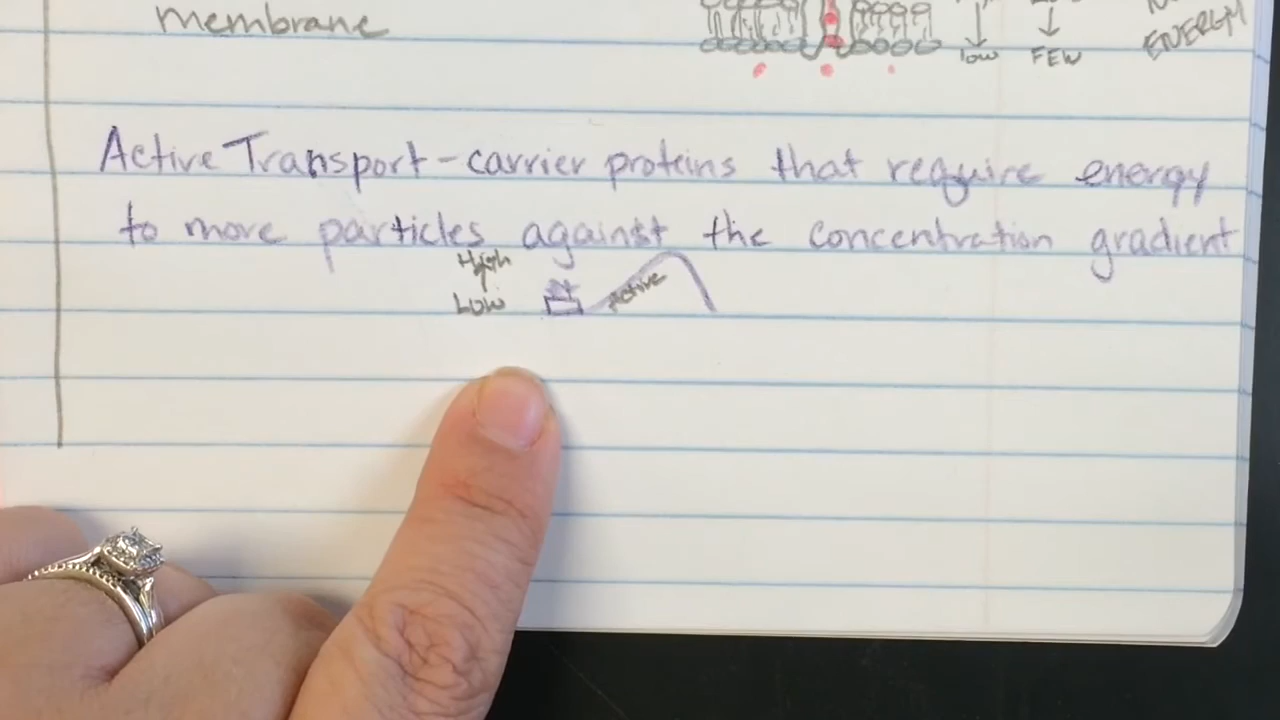 membrane
low FEW ENERGY
Active Transport-carrier proteins that require energy
to more particles against the concentration gradient
High
Low Active